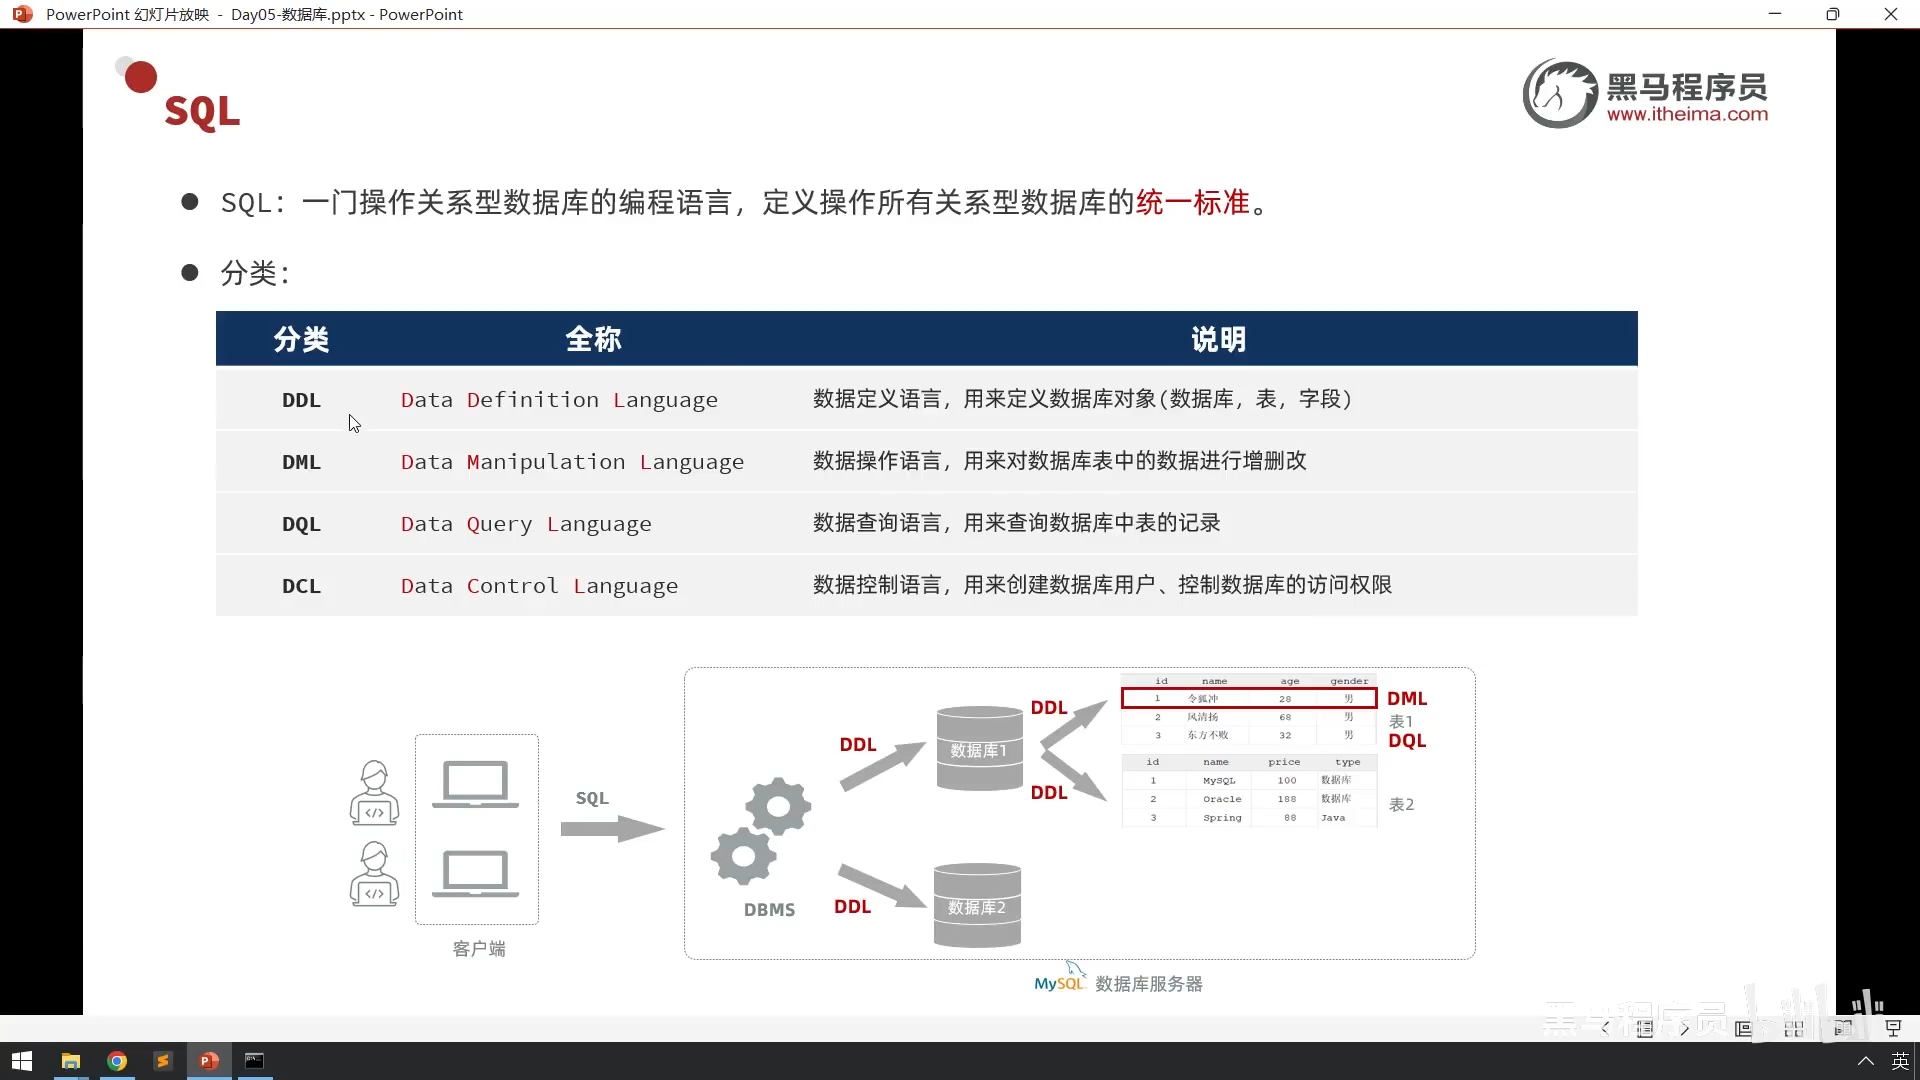 PowerPoint 幻灯片放映 - Day05-数据库.pptx - PowerPoint
SQL
黑马程序员
www.itheima.com
SQL：一门操作关系型数据库的编程语言，定义操作所有关系型数据库的统一标准。
分类：
分类 全称 说明
DDL Data Definition Language 数据定义语言，用来定义数据库对象(数据库，表，字段)
DML Data Manipulation Language 数据操作语言，用来对数据库表中的数据进行增删改
DQL Data Query Language 数据查询语言，用来查询数据库中表的记录
DCL Data Control Language 数据控制语言，用来创建数据库用户、控制数据库的访问权限
客户端
SQL
DBMS
DDL
DDL
数据库1
数据库2
DDL
DDL
id name age gender
1 令狐冲 28 男
2 风清扬 68 男
3 东方不败 32 男
DML
表1
DQL
id name price type
1 MySQL 100 数据库
2 Oracle 188 数据库
3 Spring 88 Java
表2
MySQL 数据库服务器
黑马程序员 bilibili
英